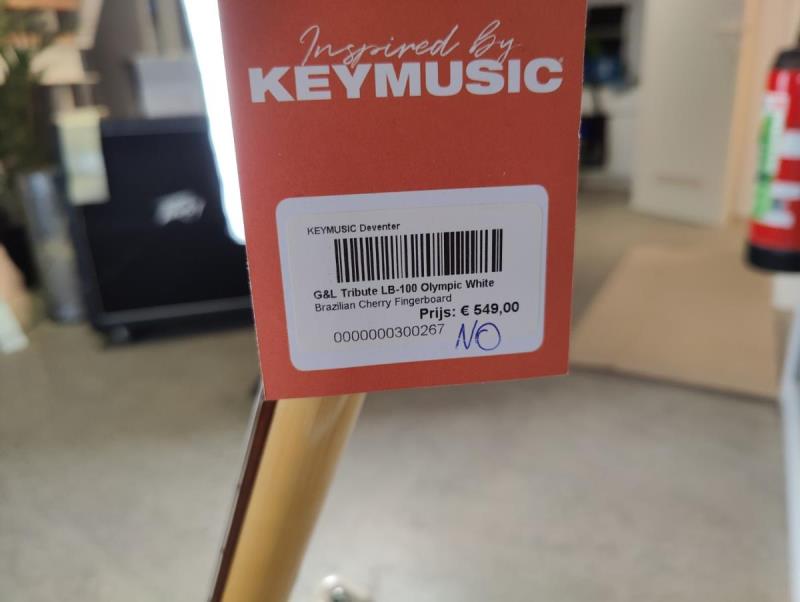 Inspired by
KEYMUSIC
KEYMUSIC Deventer
G&L Tribute LB-100 Olympic White
Brazilian Cherry Fingerboard
Prijs: € 549,00
0000000300267 NO